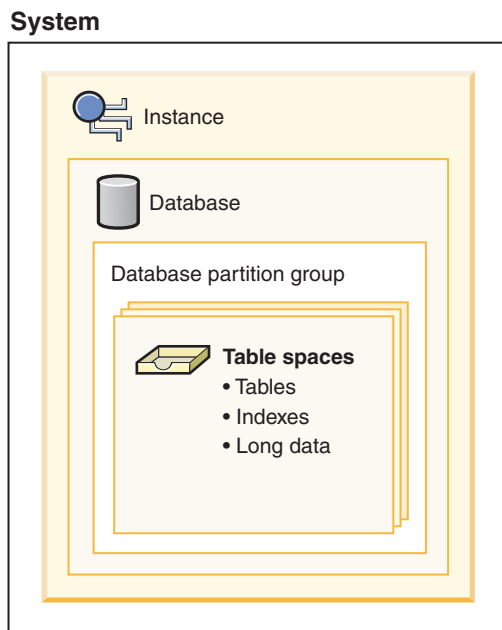 System
Instance
Database
Database partition group
Table spaces
• Tables
• Indexes
• Long data